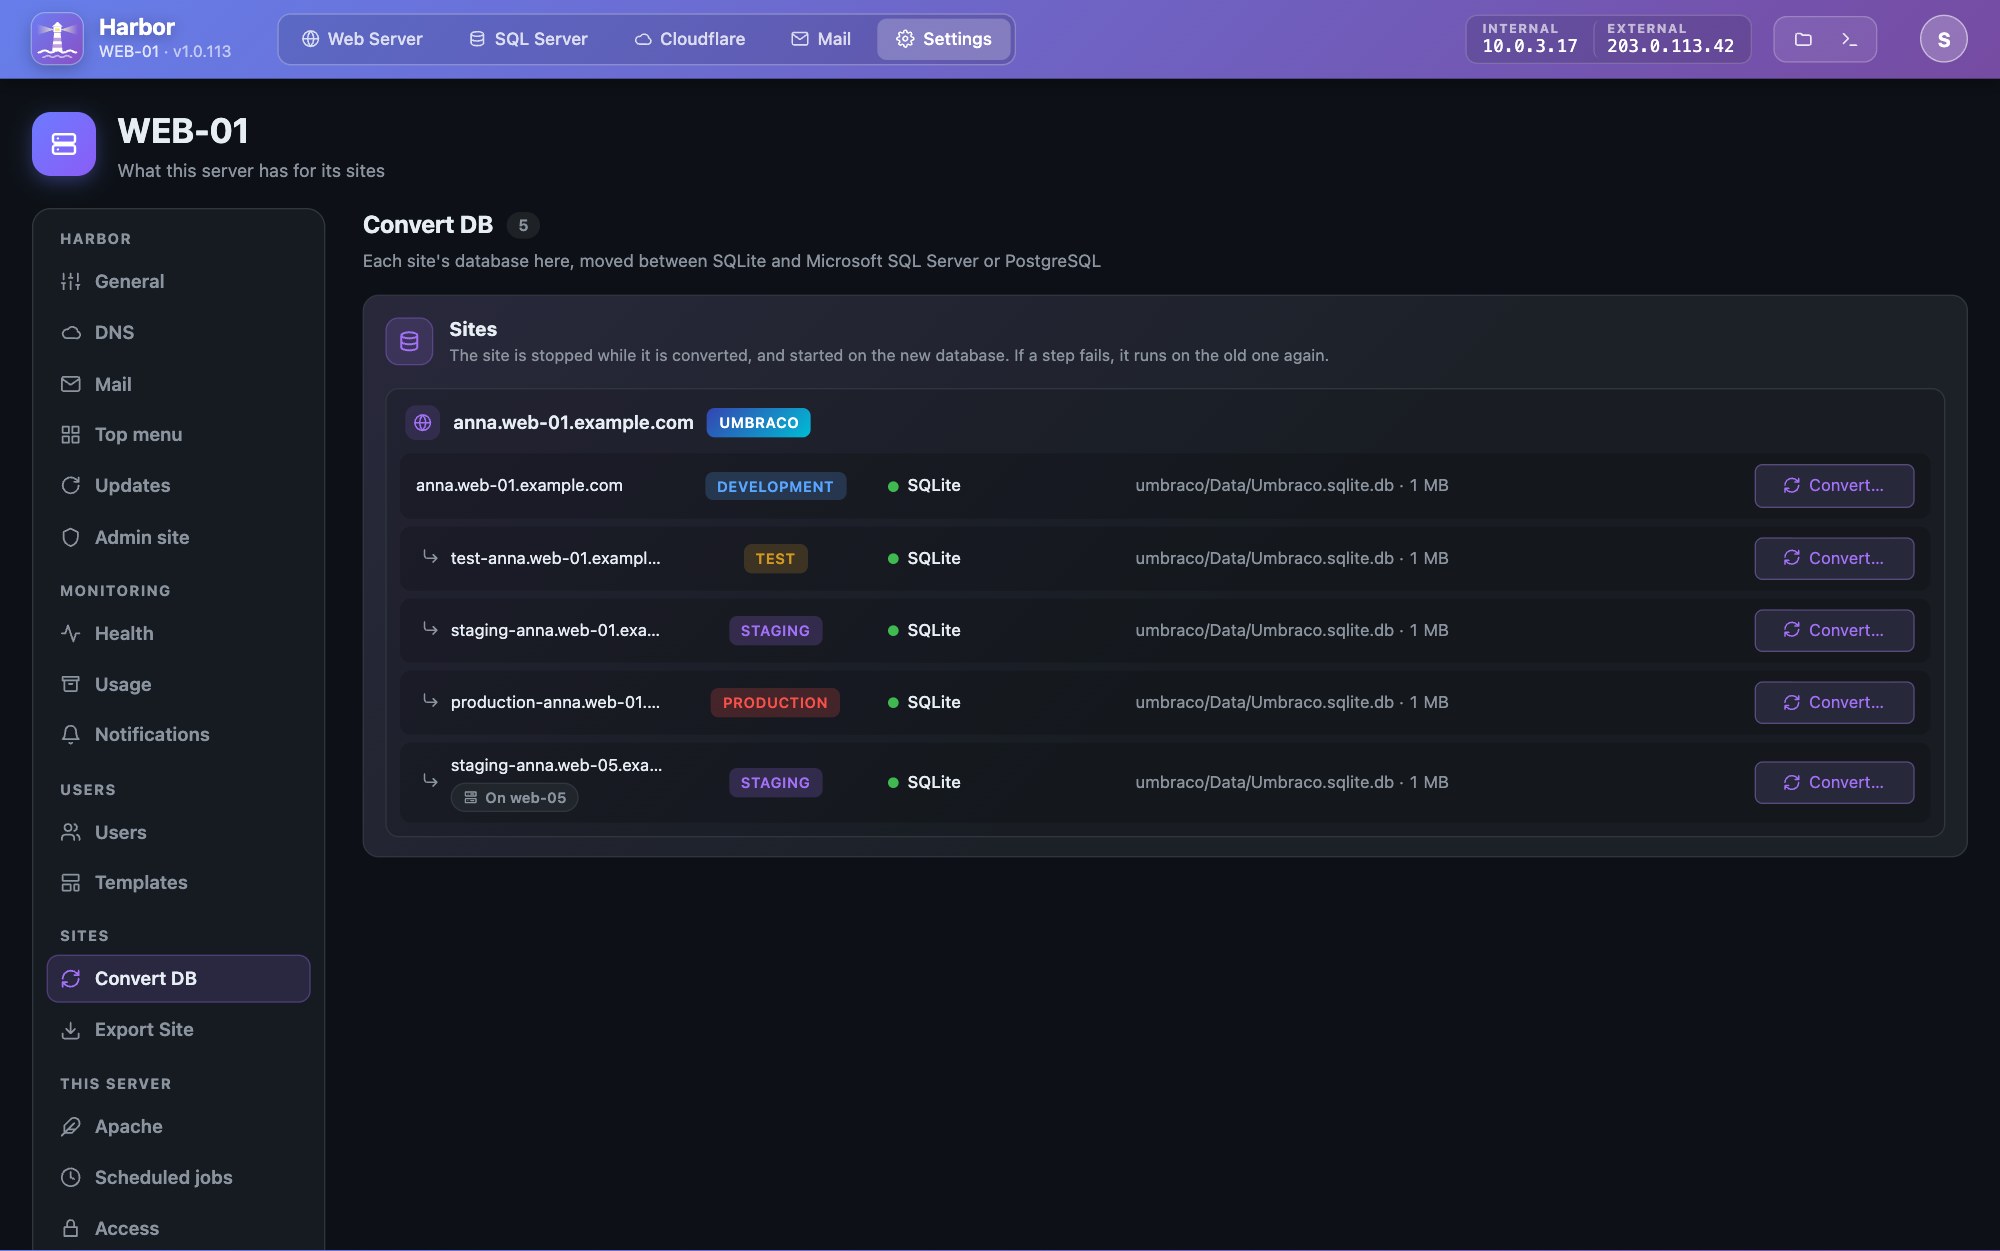 Harbor
WEB-01 · v1.0.113
Web Server
SQL Server
Cloudflare
Mail
Settings
INTERNAL
10.0.3.17
EXTERNAL
203.0.113.42
S
WEB-01
What this server has for its sites
HARBOR
General
DNS
Mail
Top menu
Updates
Admin site
MONITORING
Health
Usage
Notifications
USERS
Users
Templates
SITES
Convert DB
Export Site
THIS SERVER
Apache
Scheduled jobs
Access
Convert DB 5
Each site's database here, moved between SQLite and Microsoft SQL Server or PostgreSQL
Sites
The site is stopped while it is converted, and started on the new database. If a step fails, it runs on the old one again.
anna.web-01.example.com UMBRACO
anna.web-01.example.com DEVELOPMENT SQLite umbraco/Data/Umbraco.sqlite.db · 1 MB Convert...
test-anna.web-01.exampl... TEST SQLite umbraco/Data/Umbraco.sqlite.db · 1 MB Convert...
staging-anna.web-01.exa... STAGING SQLite umbraco/Data/Umbraco.sqlite.db · 1 MB Convert...
production-anna.web-01.... PRODUCTION SQLite umbraco/Data/Umbraco.sqlite.db · 1 MB Convert...
staging-anna.web-05.exa... STAGING SQLite umbraco/Data/Umbraco.sqlite.db · 1 MB Convert...
On web-05